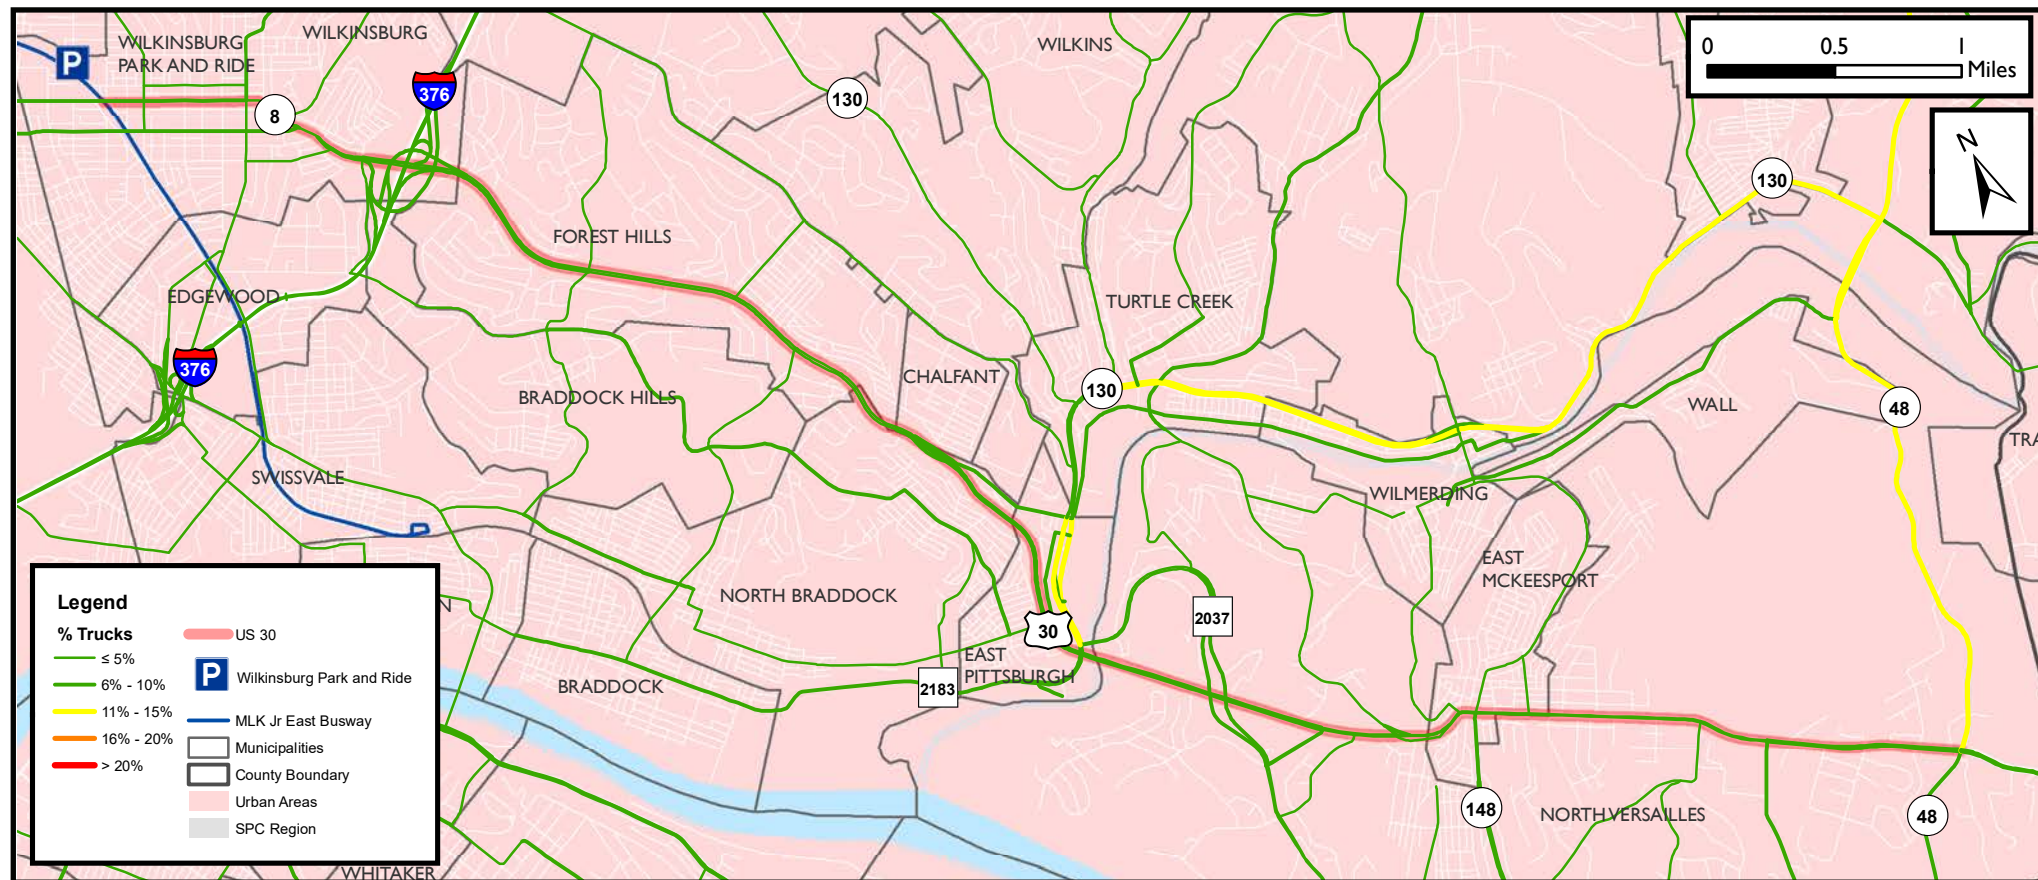 WILKINSBURG
PARK AND RIDE
WILKINSBURG
WILKINS
0 0.5 1
Miles
N
P
8
376
130
130
FOREST HILLS
EDGEWOOD
TURTLE CREEK
376
BRADDOCK HILLS
CHALFANT
130
WALL
48
TRA
SWISSVALE
WILMERDING
EAST
MCKEESPORT
NORTH BRADDOCK
N
2037
30
EAST
PITTSBURGH
BRADDOCK
2183
148
NORTH VERSAILLES
48
WHITAKER
Legend
% Trucks
≤ 5%
6% - 10%
11% - 15%
16% - 20%
> 20%
US 30
P Wilkinsburg Park and Ride
MLK Jr East Busway
Municipalities
County Boundary
Urban Areas
SPC Region